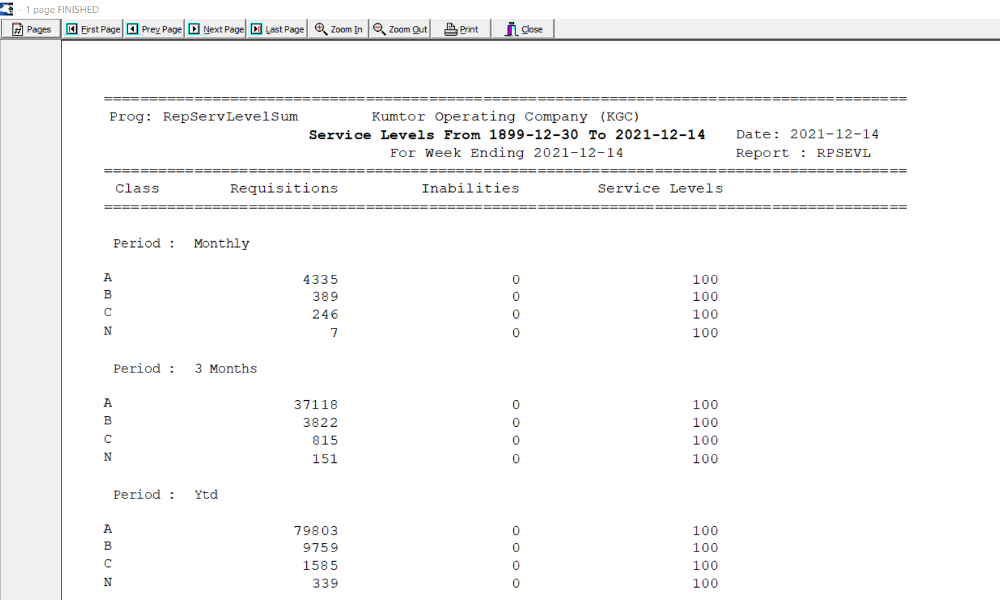 - 1 page FINISHED
Pages First Page Prev Page Next Page Last Page Zoom In Zoom Out Print Close
=========================================================================================
Prog: RepServLevelSum Kumtor Operating Company (KGC)
Service Levels From 1899-12-30 To 2021-12-14 Date: 2021-12-14
For Week Ending 2021-12-14 Report : RPSEVL
=========================================================================================
Class Requisitions Inabilities Service Levels
=========================================================================================
Period : Monthly
A 4335 0 100
B 389 0 100
C 246 0 100
N 7 0 100
Period : 3 Months
A 37118 0 100
B 3822 0 100
C 815 0 100
N 151 0 100
Period : Ytd
A 79803 0 100
B 9759 0 100
C 1585 0 100
N 339 0 100